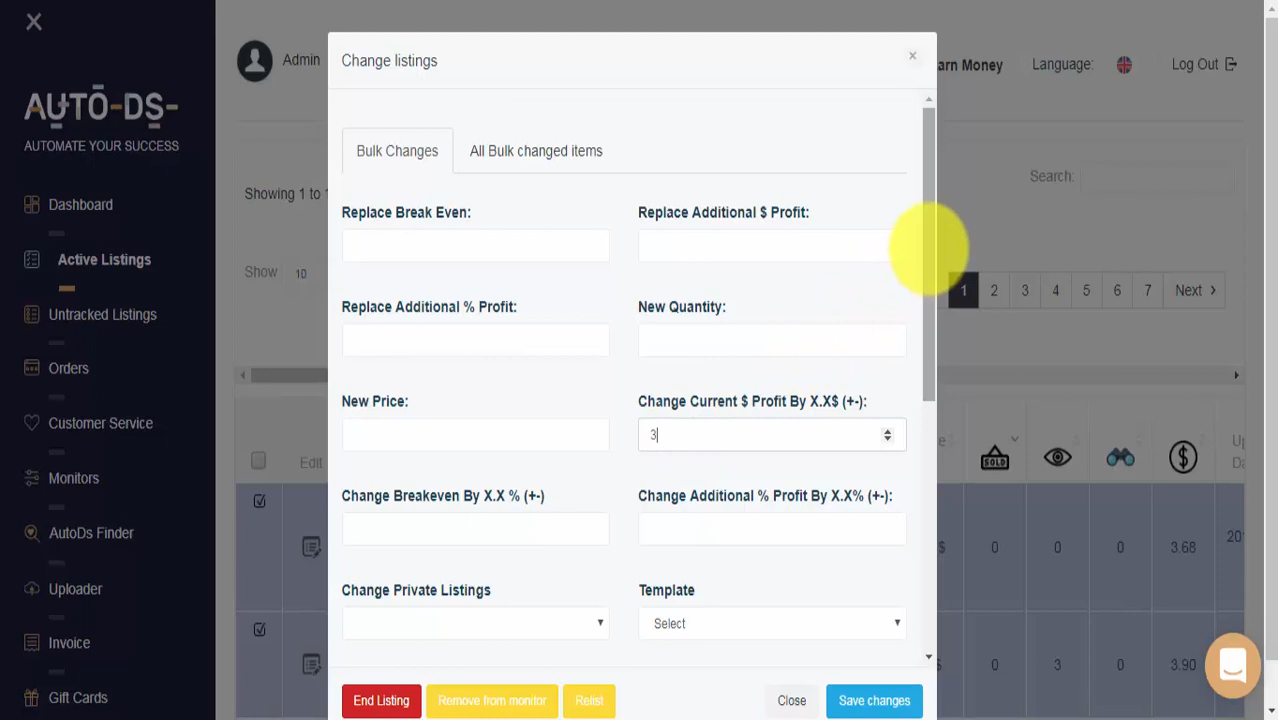 Admin
arn Money
Language:
Log Out
AUTO-DS-
AUTOMATE YOUR SUCCESS
Dashboard
Active Listings
Untracked Listings
Orders
Customer Service
Monitors
AutoDs Finder
Uploader
Invoice
Gift Cards
Change listings
×
Bulk Changes
All Bulk changed items
Replace Break Even:
Replace Additional $ Profit:
Replace Additional % Profit:
New Quantity:
New Price:
Change Current $ Profit By X.X$ (+-):
3
Change Breakeven By X.X % (+-)
Change Additional % Profit By X.X% (+-):
Change Private Listings
Template
Select
End Listing
Remove from monitor
Relist
Close
Save changes
Showing 1 to 1
Search:
Show 10
1 2 3 4 5 6 7 Next
Edit
e
SOLD
$
Up
Da
$ 0 0 0 3.68 20
$ 0 3 0 3.90